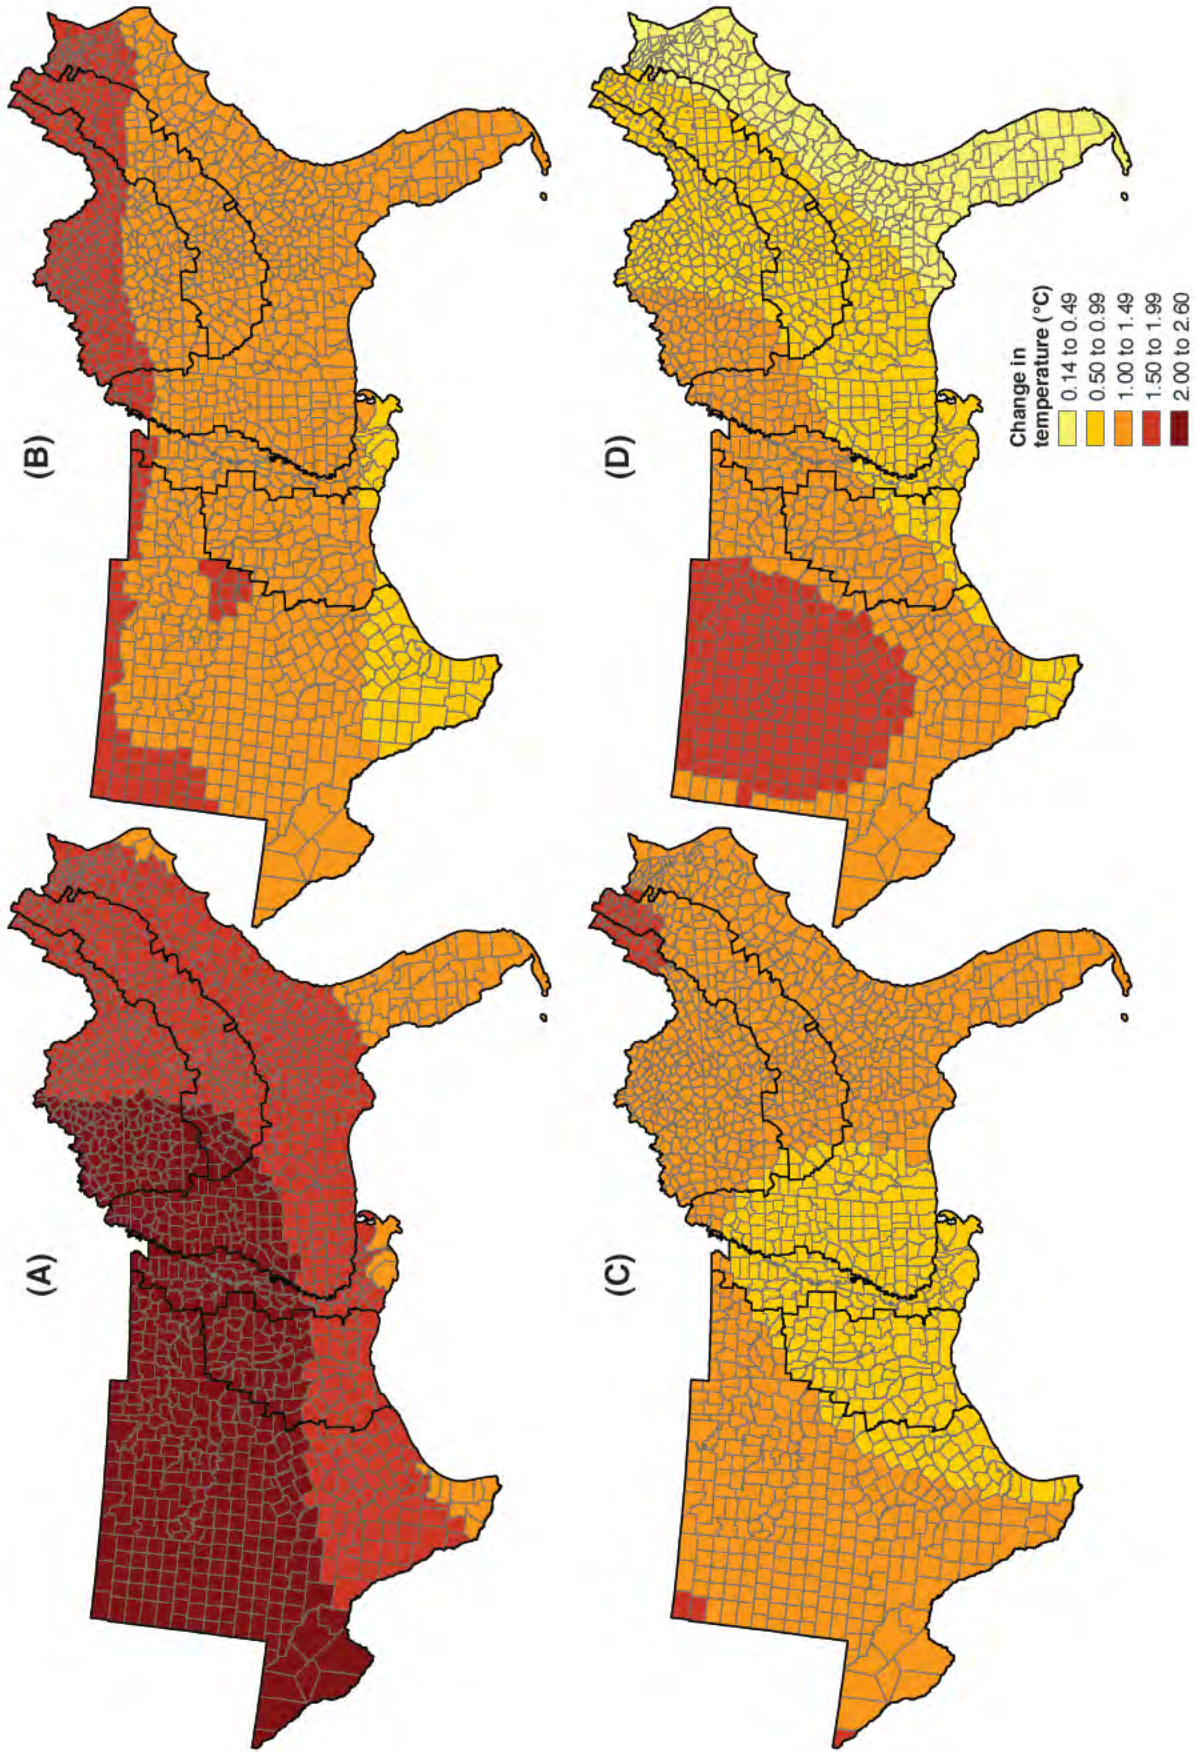 (A)
(B)
(C)
(D)
Change in
temperature (°C)
0.14 to 0.49
0.50 to 0.99
1.00 to 1.49
1.50 to 1.99
2.00 to 2.60